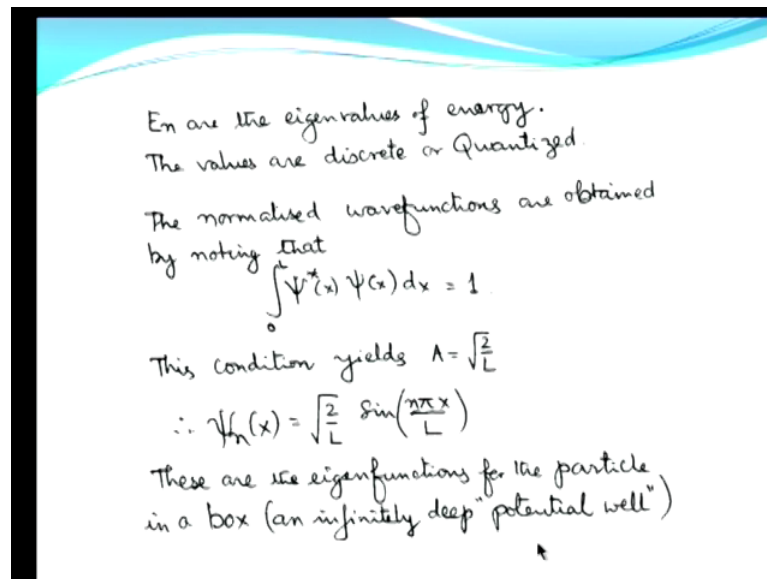 En are the eigenvalues of energy.
The values are discrete or Quantized.
The normalised wavefunctions are obtained
by noting that
∫₀ᴸ Ψ*(x) Ψ(x) dx = 1
This condition yields A = √(2/L)
∴ Ψn(x) = √(2/L) Sin(nπx/L)
These are the eigenfunctions for the particle
in a box (an infinitely deep "potential well")